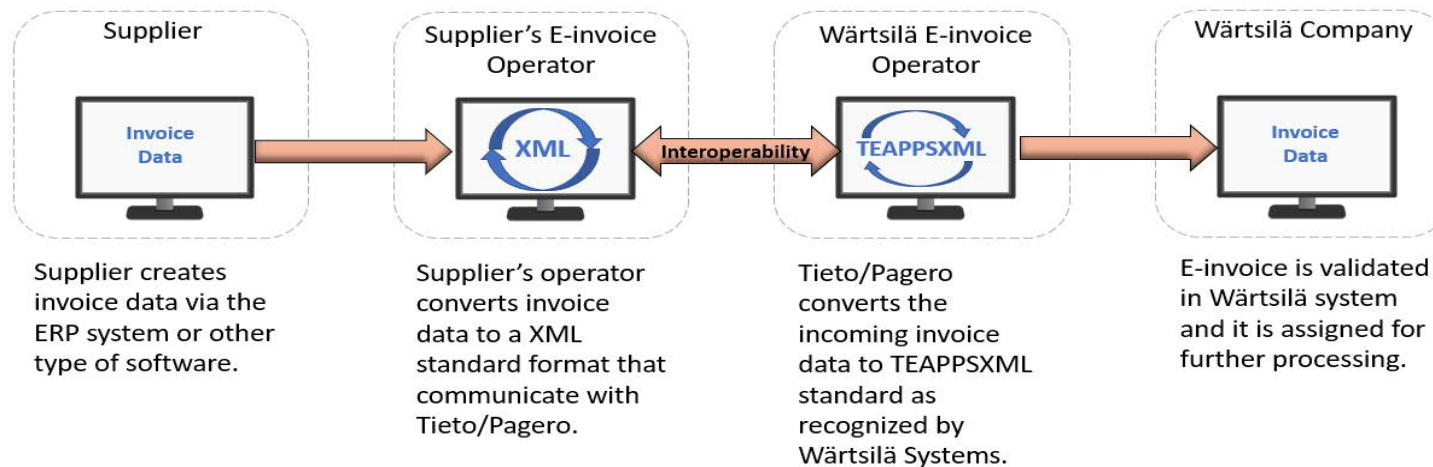 Supplier
Supplier’s E-invoice
Operator
Wärtsilä E-invoice
Operator
Wärtsilä Company
Invoice
Data
XML
Interoperability
TEAPPSXML
Invoice
Data
Supplier creates
invoice data via the
ERP system or other
type of software.
Supplier’s operator
converts invoice
data to a XML
standard format that
communicate with
Tieto/Pagero.
Tieto/Pagero
converts the
incoming invoice
data to TEAPPSXML
standard as
recognized by
Wärtsilä Systems.
E-invoice is validated
in Wärtsilä system
and it is assigned for
further processing.